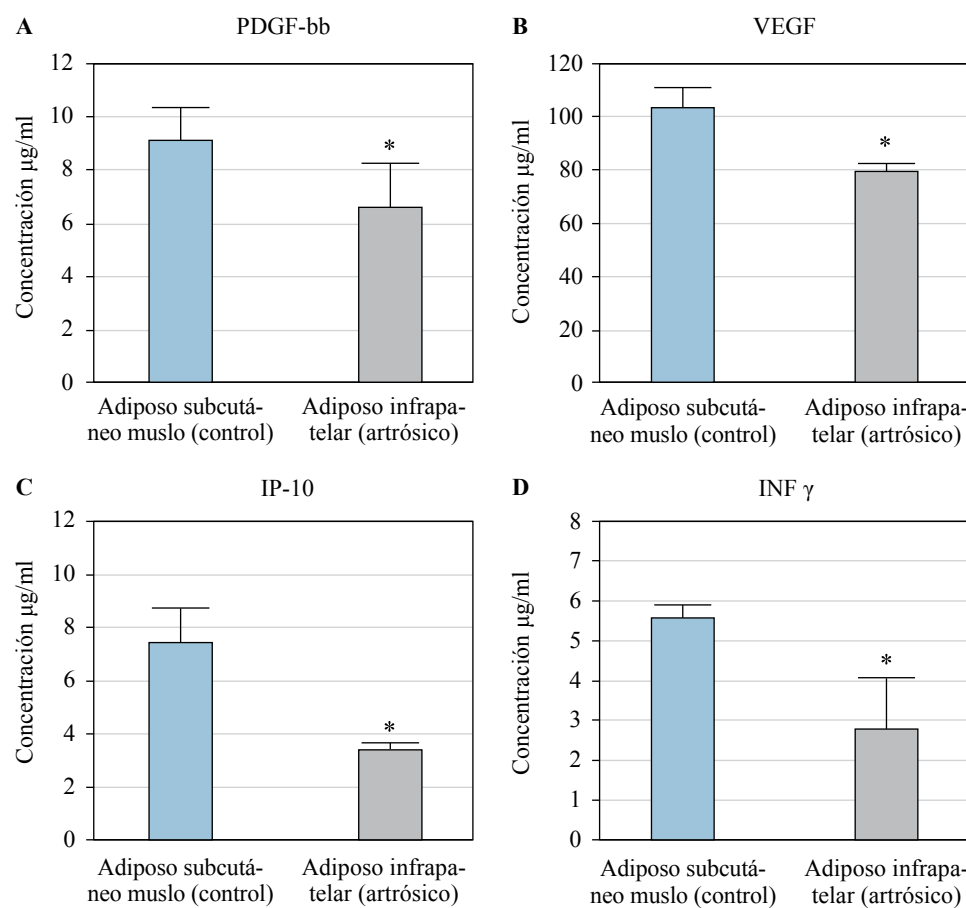 A
PDGF-bb
Concentración µg/ml
12
10
8
6
4
2
0
*
Adiposo subcutá-
neo muslo (control)
Adiposo infrapa-
telar (artrósico)
B
VEGF
Concentración µg/ml
120
100
80
60
40
20
0
*
Adiposo subcutá-
neo muslo (control)
Adiposo infrapa-
telar (artrósico)
C
IP-10
Concentración µg/ml
12
10
8
6
4
2
0
*
Adiposo subcutá-
neo muslo (control)
Adiposo infrapa-
telar (artrósico)
D
INF γ
Concentración µg/ml
8
7
6
5
4
3
2
1
0
*
Adiposo subcutá-
neo muslo (control)
Adiposo infrapa-
telar (artrósico)